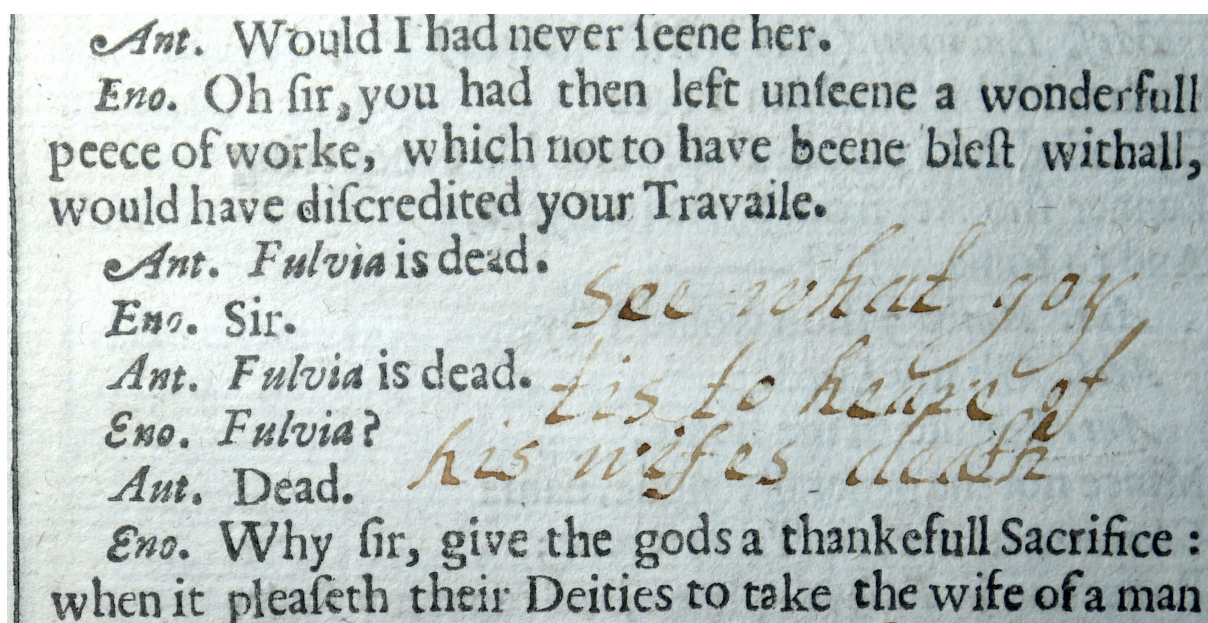 Ant. Would I had never ſeene her.
Eno. Oh ſir, you had then left unſeene a wonderfull
peece of worke, which not to have beene bleſt withall,
would have diſcredited your Travaile.
Ant. Fulvia is dead.
see what goy
Eno. Sir.
Ant. Fulvia is dead.
tis to heare of
Eno. Fulvia?
his wifes death
Aut. Dead.
Eno. Why ſir, give the gods a thankefull Sacrifice :
when it pleaſeth their Deities to take the wife of a man